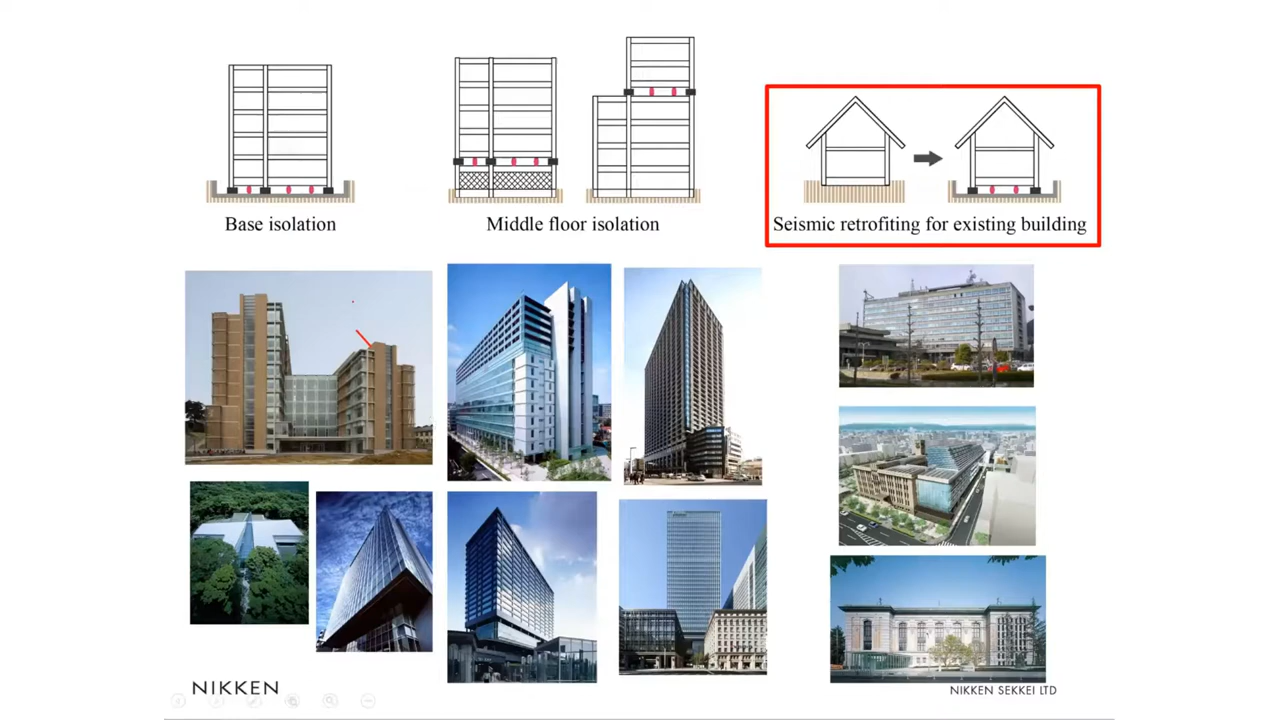 Base isolation
Middle floor isolation
Seismic retrofiting for existing building
NIKKEN
NIKKEN SEKKEI LTD